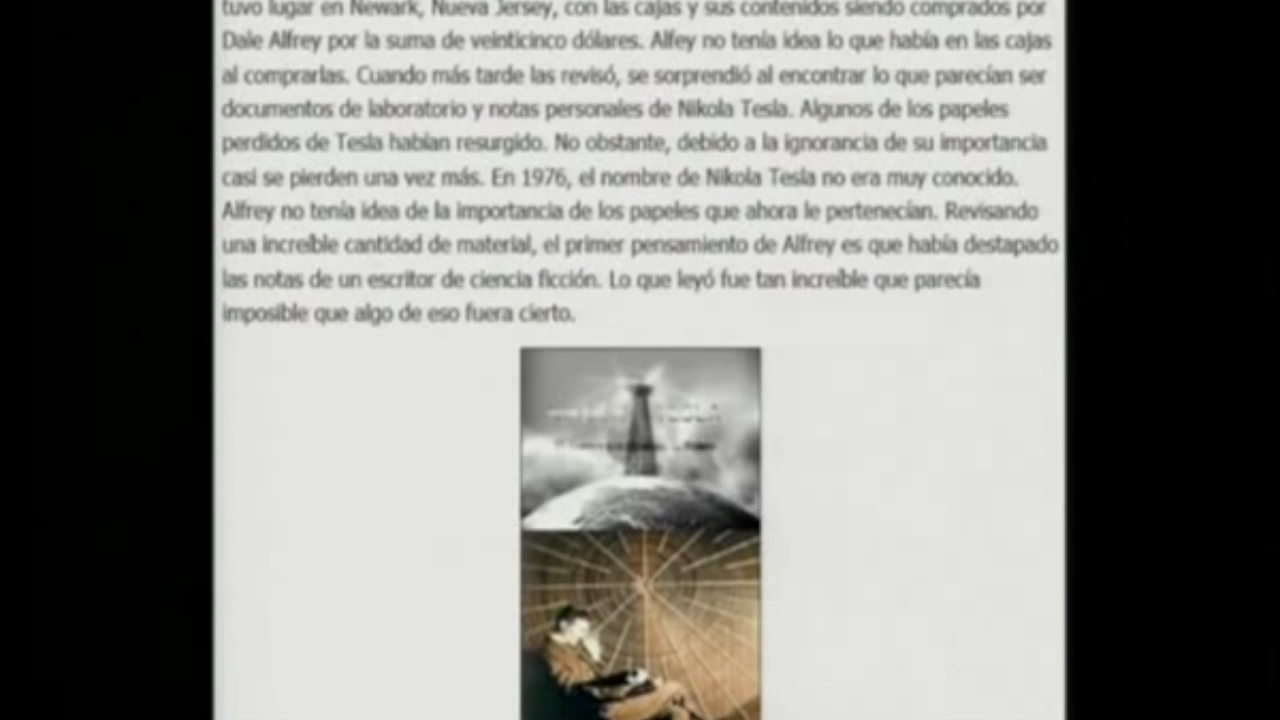 tuvo lugar en Newark, Nueva Jersey, con las cajas y sus contenidos siendo comprados por
Dale Alfrey por la suma de veinticinco dólares. Alfey no tenía idea lo que había en las cajas
al comprarlas. Cuando más tarde las revisó, se sorprendió al encontrar lo que parecían ser
documentos de laboratorio y notas personales de Nikola Tesla. Algunos de los papeles
perdidos de Tesla habían resurgido. No obstante, debido a la ignorancia de su importancia
casi se pierden una vez más. En 1976, el nombre de Nikola Tesla no era muy conocido.
Alfrey no tenía idea de la importancia de los papeles que ahora le pertenecían. Revisando
una increíble cantidad de material, el primer pensamiento de Alfrey es que había destapado
las notas de un escritor de ciencia ficción. Lo que leyó fue tan increíble que parecía
imposible que algo de eso fuera cierto.